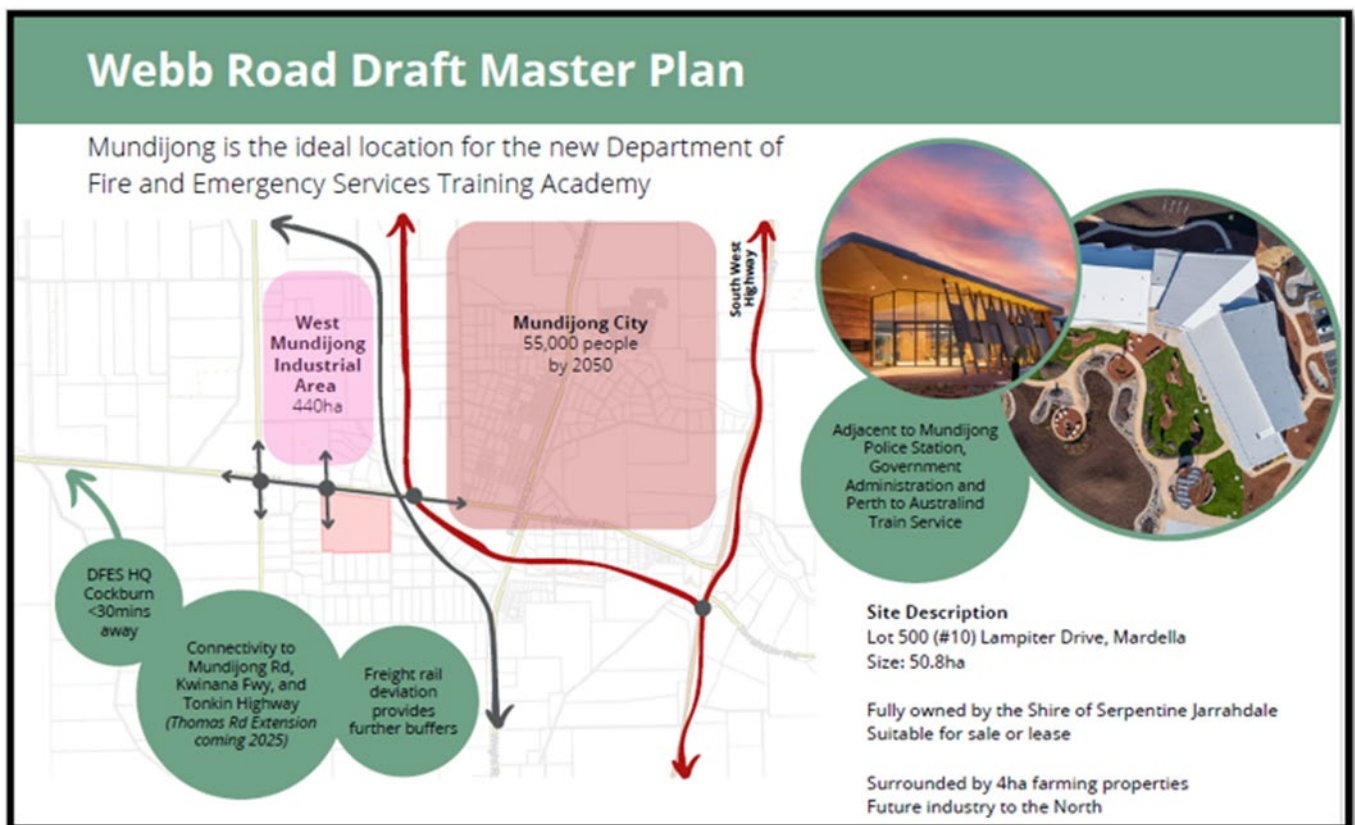 Webb Road Draft Master Plan
Mundijong is the ideal location for the new Department of
Fire and Emergency Services Training Academy
South West
Highway
West
Mundijong
Industrial
Area
440ha
Mundijong City
55,000 people
by 2050
Adjacent to Mundijong
Police Station,
Government
Administration and
Perth to Australind
Train Service
DFES HQ
Cockburn
<30mins
away
Connectivity to
Mundijong Rd,
Kwinana Fwy, and
Tonkin Highway
(Thomas Rd Extension
coming 2025)
Freight rail
deviation
provides
further buffers
Site Description
Lot 500 (#10) Lampiter Drive, Mardella
Size: 50.8ha
Fully owned by the Shire of Serpentine Jarrahdale
Suitable for sale or lease
Surrounded by 4ha farming properties
Future industry to the North